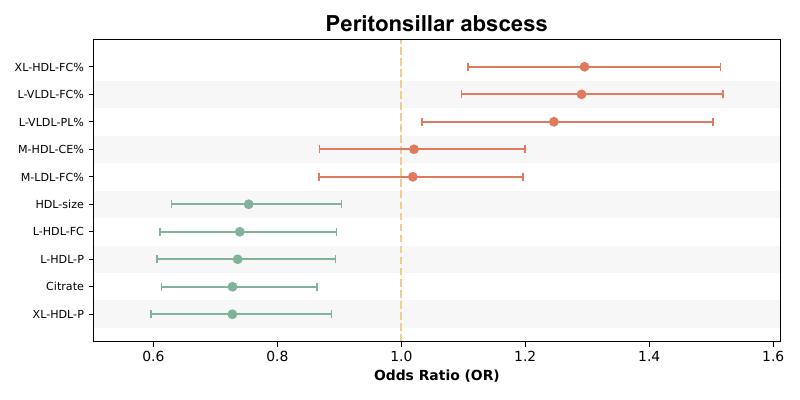 Peritonsillar abscess
XL-HDL-FC%
L-VLDL-FC%
L-VLDL-PL%
M-HDL-CE%
M-LDL-FC%
HDL-size
L-HDL-FC
L-HDL-P
Citrate
XL-HDL-P
0.6 0.8 1.0 1.2 1.4 1.6
Odds Ratio (OR)